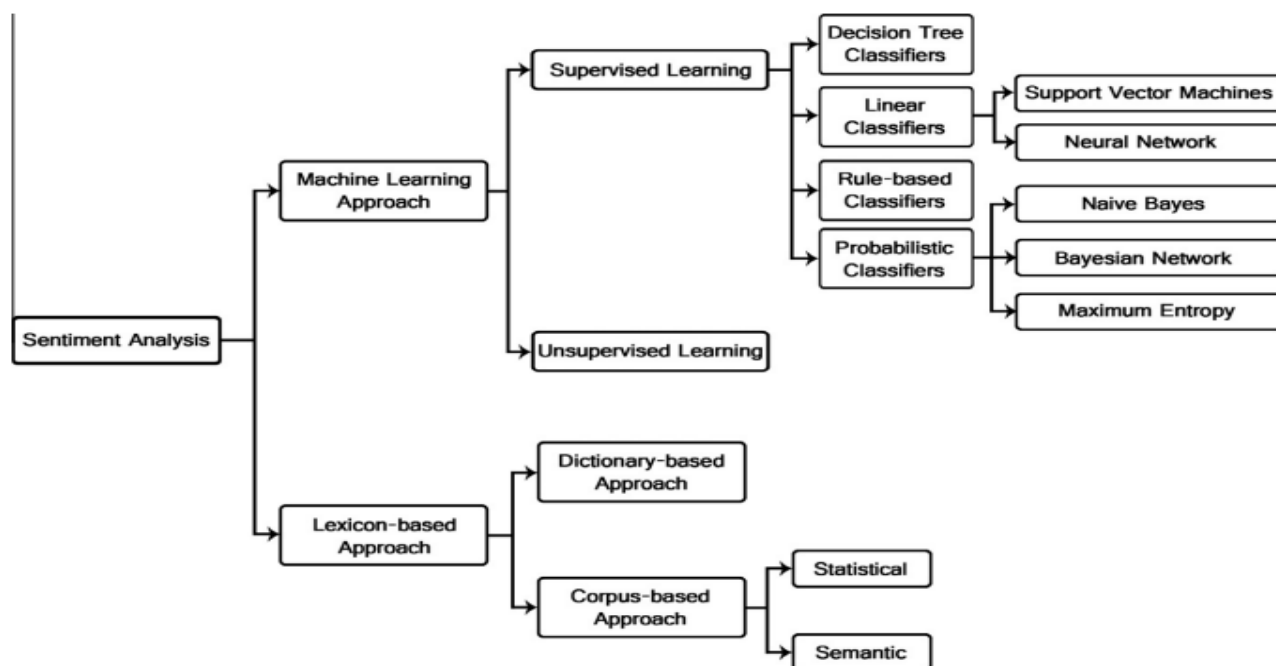 Decision Tree
Classifiers
Supervised Learning
Linear
Classifiers
Support Vector Machines
Neural Network
Machine Learning
Approach
Rule-based
Classifiers
Naive Bayes
Probabilistic
Classifiers
Bayesian Network
Maximum Entropy
Sentiment Analysis
Unsupervised Learning
Dictionary-based
Approach
Lexicon-based
Approach
Statistical
Corpus-based
Approach
Semantic